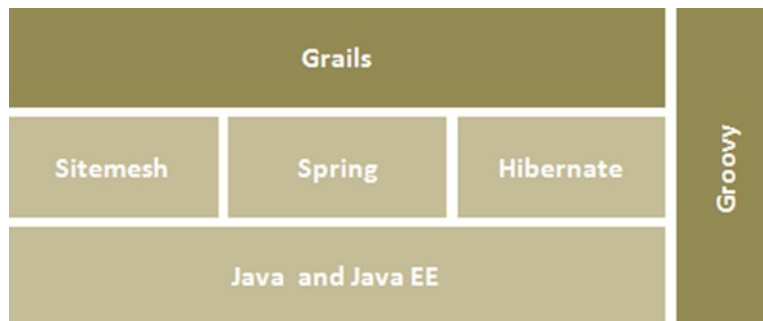 Grails
Sitemesh
Spring
Hibernate
Java and Java EE
Groovy